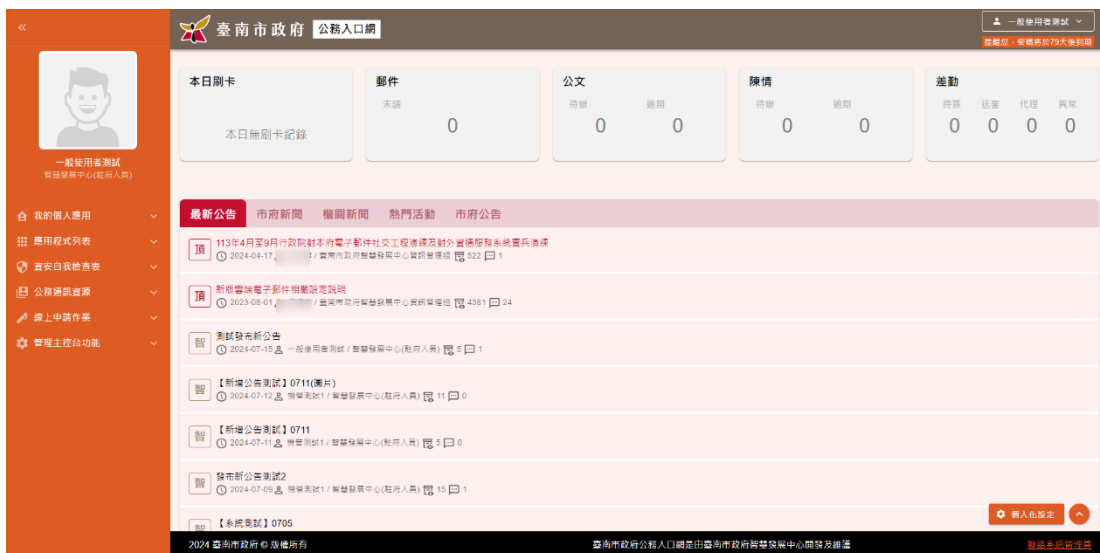 «
臺南市政府 公務入口網
一般使用者測試
提醒您，密碼將於79天後到期
一般使用者測試
智慧發展中心(駐府人員)
我的個人應用
應用程式列表
資安自我檢查表
公務通訊資源
線上申請作業
管理主控台功能
本日刷卡
本日無刷卡紀錄
郵件
未讀
0
公文
待辦 逾期
0 0
陳情
待辦 逾期
0 0
差勤
待簽 送審 代理 異常
0 0 0 0
最新公告 市府新聞 機關新聞 熱門活動 市府公告
頂 113年4月至9月行政院對本府電子郵件社交工程演練及對外資通服務系統實兵演練
2024-04-17 / 臺南市政府智慧發展中心資訊管理組 522 1
頂 新版雲端電子郵件相關設定說明
2023-08-01 / 臺南市政府智慧發展中心資訊管理組 4381 24
智 測試發布新公告
2024-07-15 一般使用者測試 / 智慧發展中心(駐府人員) 5 1
智 【新增公告測試】0711(圖片)
2024-07-12 機管測試1 / 智慧發展中心(駐府人員) 11 0
智 【新增公告測試】0711
2024-07-11 機管測試1 / 智慧發展中心(駐府人員) 5 0
智 發布新公告測試2
2024-07-09 機管測試1 / 智慧發展中心(駐府人員) 15 1
智 【系統測試】0705
個人化設定
2024 臺南市政府 © 版權所有
臺南市政府公務入口網是由臺南市政府智慧發展中心開發及維護
聯絡系統管理員